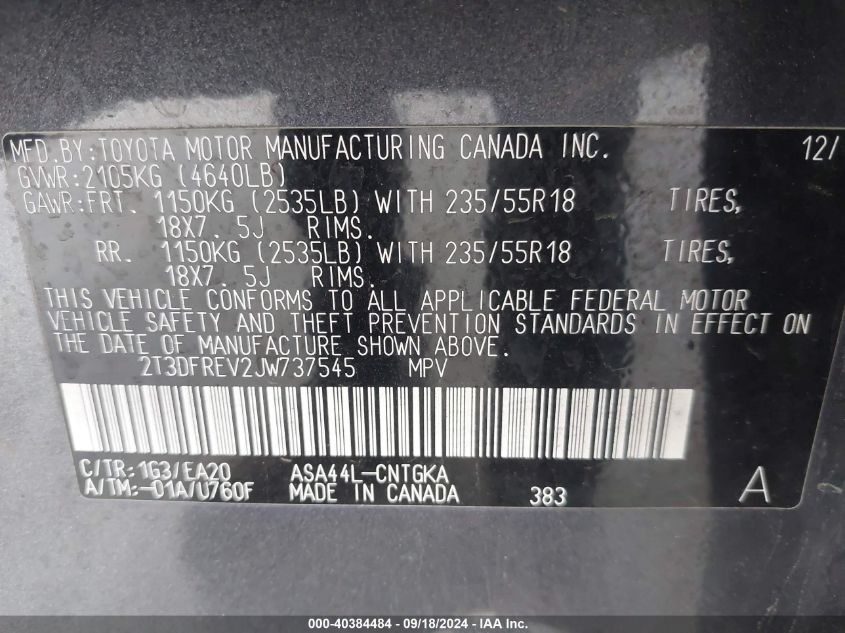 MFD.BY:TOYOTA MOTOR MANUFACTURING CANADA INC. 12/
GVWR:2105KG (4640LB)
GAWR:FRT. 1150KG (2535LB) WITH 235/55R18 TIRES,
18X7. 5J RIMS.
RR. 1150KG (2535LB) WITH 235/55R18 TIRES,
18X7. 5J RIMS.
THIS VEHICLE CONFORMS TO ALL APPLICABLE FEDERAL MOTOR
VEHICLE SAFETY AND THEFT PREVENTION STANDARDS IN EFFECT ON
THE DATE OF MANUFACTURE SHOWN ABOVE.
2T3DFREV2JW737545 MPV
C/TR:1G3/EA20 ASA44L-CNTGKA
A/TM:-01A/U760F MADE IN CANADA 383 A
000-40384484 - 09/18/2024 - IAA Inc.